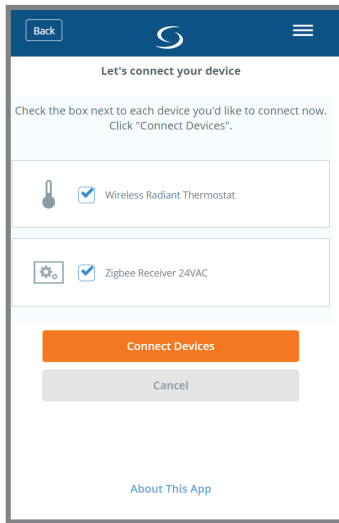 Back
Let's connect your device
Check the box next to each device you'd like to connect now.
Click "Connect Devices".
Wireless Radiant Thermostat
Zigbee Receiver 24VAC
Connect Devices
Cancel
About This App